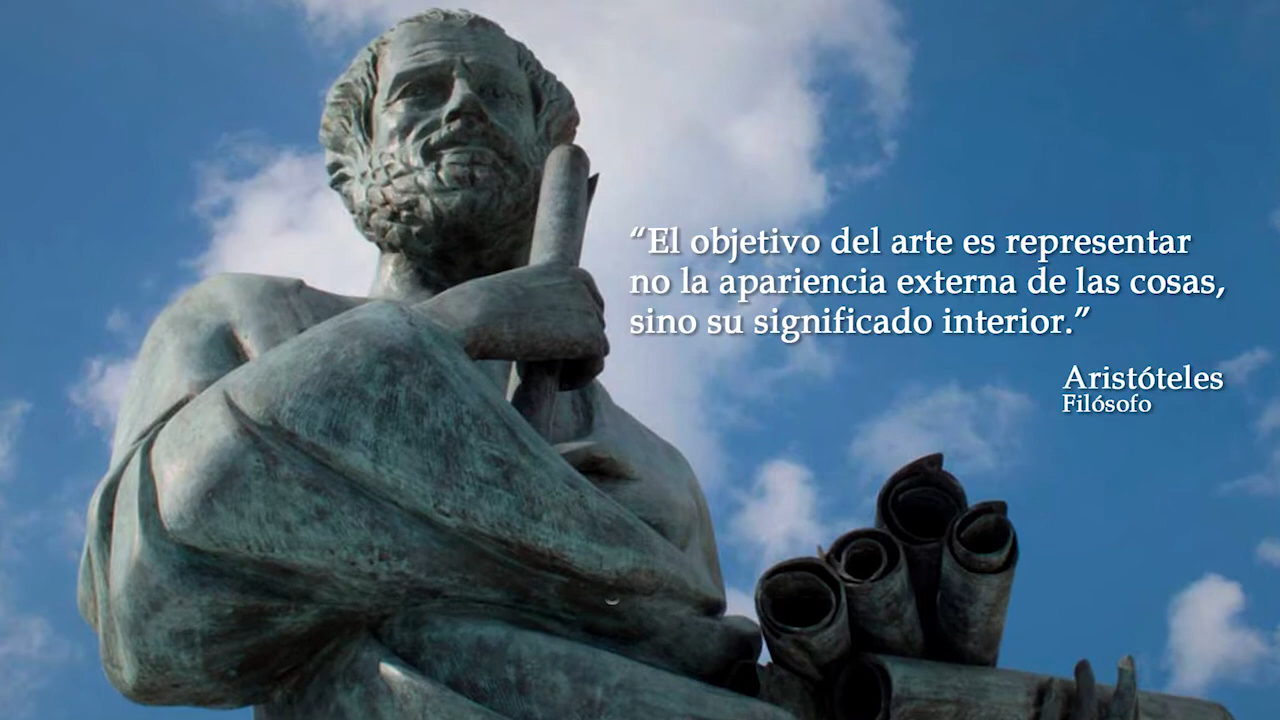 “El objetivo del arte es representar
no la apariencia externa de las cosas,
sino su significado interior.”
Aristóteles
Filósofo